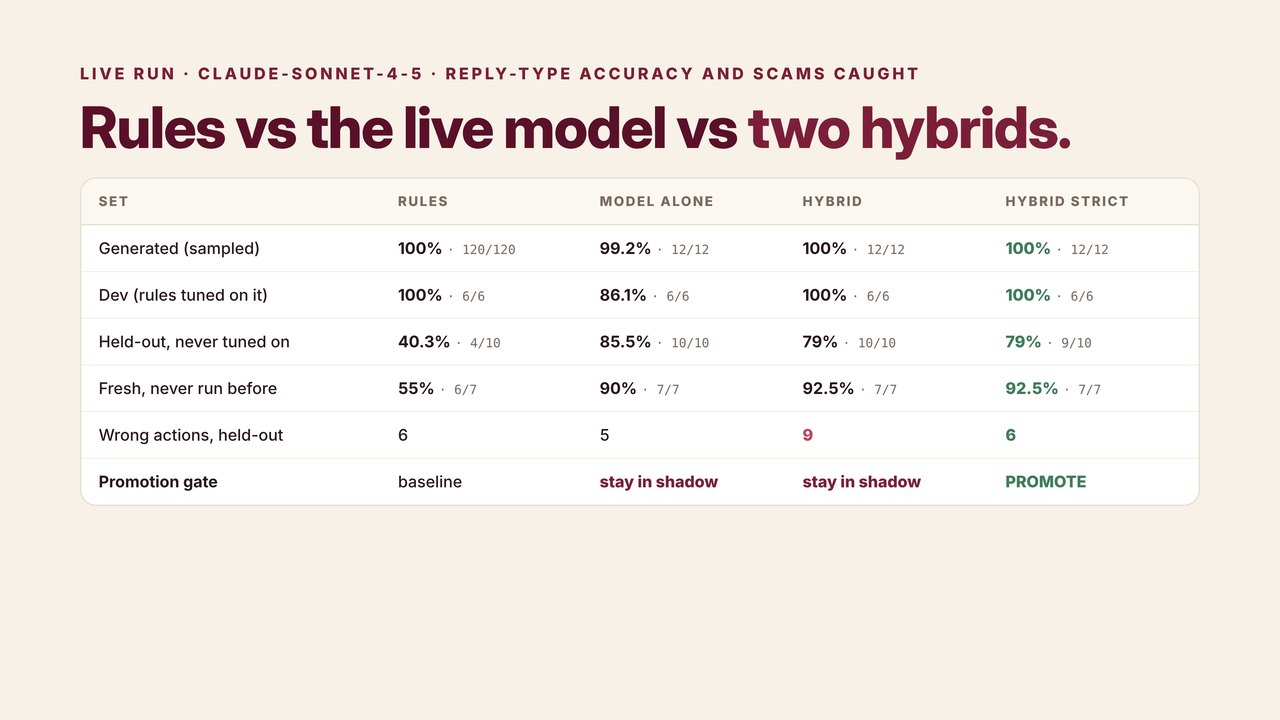 LIVE RUN · CLAUDE-SONNET-4-5 · REPLY-TYPE ACCURACY AND SCAMS CAUGHT
Rules vs the live model vs two hybrids.
SET RULES MODEL ALONE HYBRID HYBRID STRICT
Generated (sampled) 100% · 120/120 99.2% · 12/12 100% · 12/12 100% · 12/12
Dev (rules tuned on it) 100% · 6/6 86.1% · 6/6 100% · 6/6 100% · 6/6
Held-out, never tuned on 40.3% · 4/10 85.5% · 10/10 79% · 10/10 79% · 9/10
Fresh, never run before 55% · 6/7 90% · 7/7 92.5% · 7/7 92.5% · 7/7
Wrong actions, held-out 6 5 9 6
Promotion gate baseline stay in shadow stay in shadow PROMOTE